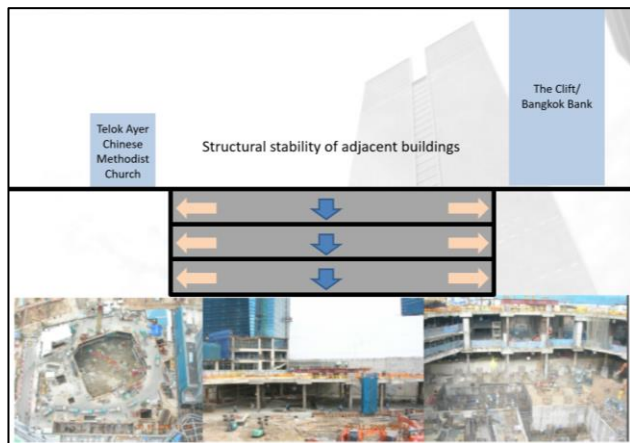 The Clift/
Bangkok Bank
Telok Ayer
Chinese
Methodist
Church
Structural stability of adjacent buildings